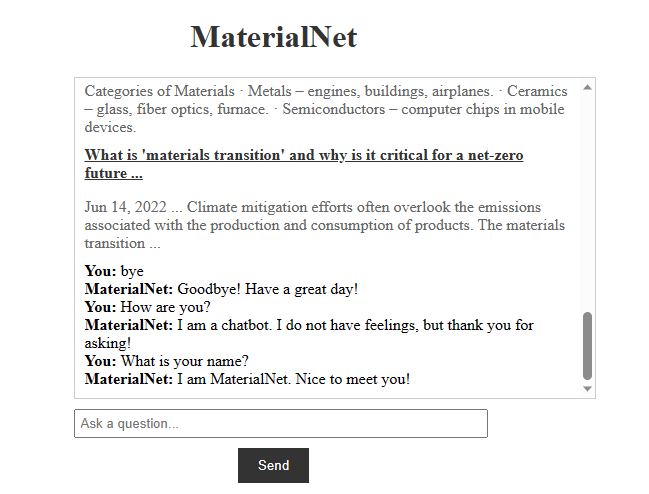 MaterialNet
Categories of Materials · Metals – engines, buildings, airplanes. · Ceramics
– glass, fiber optics, furnace. · Semiconductors – computer chips in mobile
devices.
What is 'materials transition' and why is it critical for a net-zero
future ...
Jun 14, 2022 ... Climate mitigation efforts often overlook the emissions
associated with the production and consumption of products. The materials
transition ...
You: bye
MaterialNet: Goodbye! Have a great day!
You: How are you?
MaterialNet: I am a chatbot. I do not have feelings, but thank you for
asking!
You: What is your name?
MaterialNet: I am MaterialNet. Nice to meet you!
Ask a question...
Send